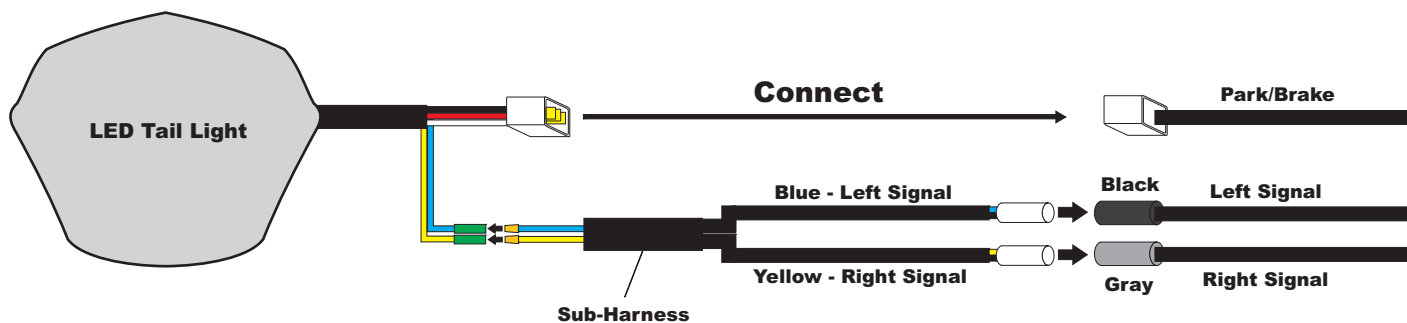 Connect
Park/Brake
LED Tail Light
Blue - Left Signal
Black
Left Signal
Yellow - Right Signal
Gray
Right Signal
Sub-Harness